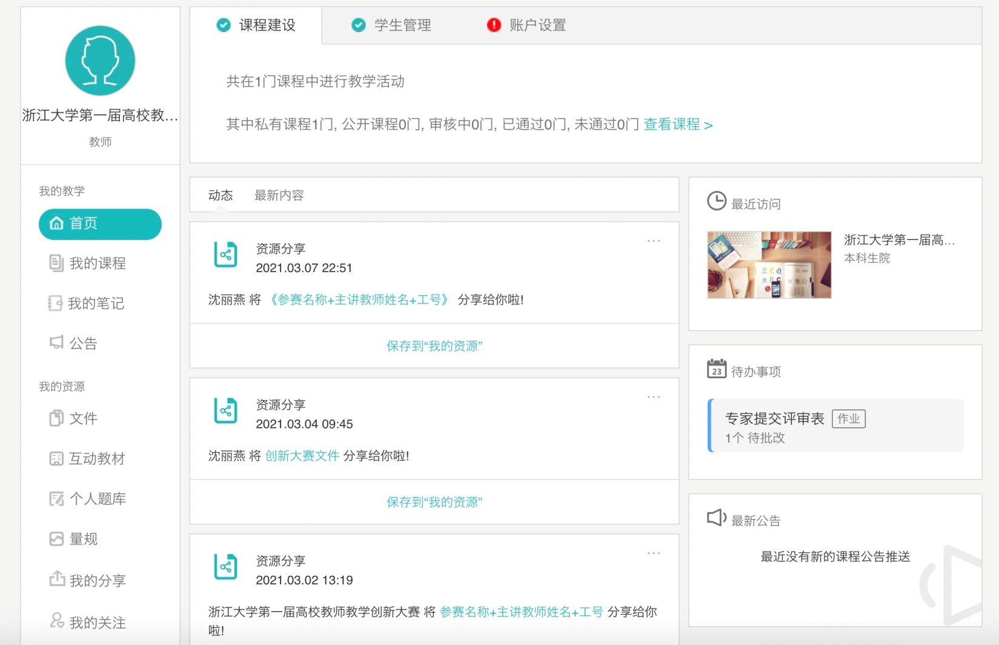 浙江大学第一届高校教...
教师
我的教学
首页
我的课程
我的笔记
公告
我的资源
文件
互动教材
个人题库
量规
我的分享
我的关注
课程建设
学生管理
账户设置
共在1门课程中进行教学活动
其中私有课程1门, 公开课程0门, 审核中0门, 已通过0门, 未通过0门 查看课程 >
动态
最新内容
资源分享
2021.03.07 22:51
沈丽燕 将 《参赛名称+主讲教师姓名+工号》 分享给你啦!
保存到“我的资源”
资源分享
2021.03.04 09:45
沈丽燕 将 创新大赛文件 分享给你啦!
保存到“我的资源”
资源分享
2021.03.02 13:19
浙江大学第一届高校教师教学创新大赛 将 参赛名称+主讲教师姓名+工号 分享给你
啦!
最近访问
浙江大学第一届高...
本科生院
23 待办事项
专家提交评审表 作业
1个 待批改
最新公告
最近没有新的课程公告推送